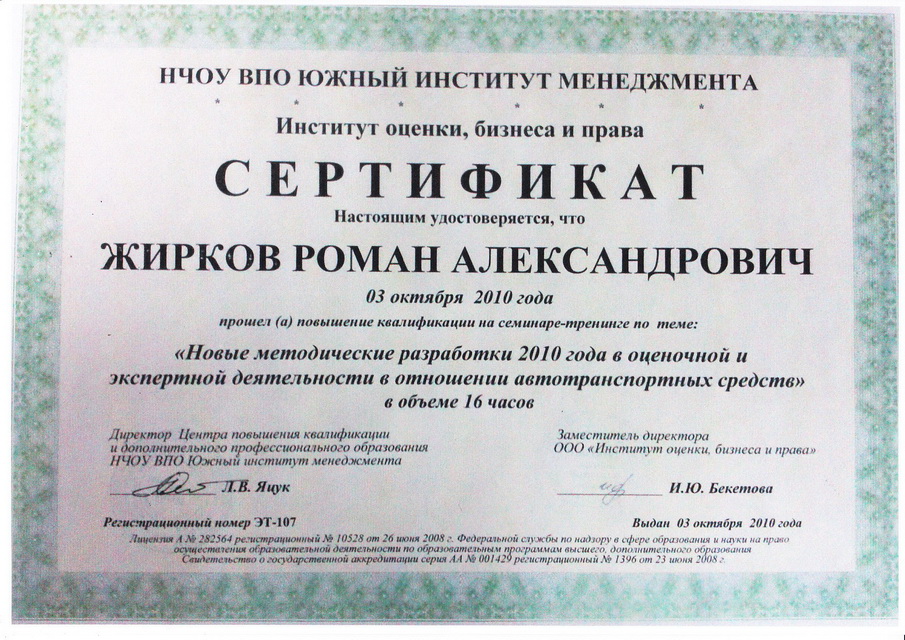 НЧОУ ВПО ЮЖНЫЙ ИНСТИТУТ МЕНЕДЖМЕНТА
* * * * * *
Институт оценки, бизнеса и права
СЕРТИФИКАТ
Настоящим удостоверяется, что
ЖИРКОВ РОМАН АЛЕКСАНДРОВИЧ
03 октября 2010 года
прошел (а) повышение квалификации на семинаре-тренинге по теме:
«Новые методические разработки 2010 года в оценочной и
экспертной деятельности в отношении автотранспортных средств»
в объеме 16 часов
Директор Центра повышения квалификации
и дополнительного профессионального образования
НЧОУ ВПО Южный институт менеджмента
Л.В. Яцук
Заместитель директора
ООО «Институт оценки, бизнеса и права»
И.Ю. Бекетова
Регистрационный номер ЭТ-107
Выдан 03 октября 2010 года
Лицензия А № 282564 регистрационный № 10528 от 26 июня 2008 г. Федеральной службы по надзору в сфере образования и науки на право
осуществления образовательной деятельности по образовательным программам высшего, дополнительного образования
Свидетельство о государственной аккредитации серия АА № 001429 регистрационный № 1396 от 23 июня 2008 г.